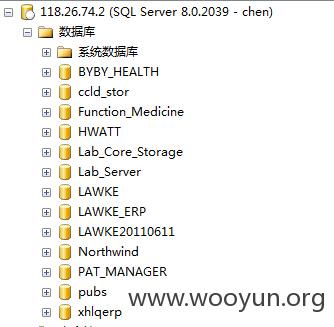 118.26.74.2 (SQL Server 8.0.2039 - chen)
数据库
系统数据库
BYBY_HEALTH
ccld_stor
Function_Medicine
HWATT
Lab_Core_Storage
Lab_Server
LAWKE
LAWKE_ERP
LAWKE20110611
Northwind
PAT_MANAGER
pubs
xhlqerp
www.wooyun.org